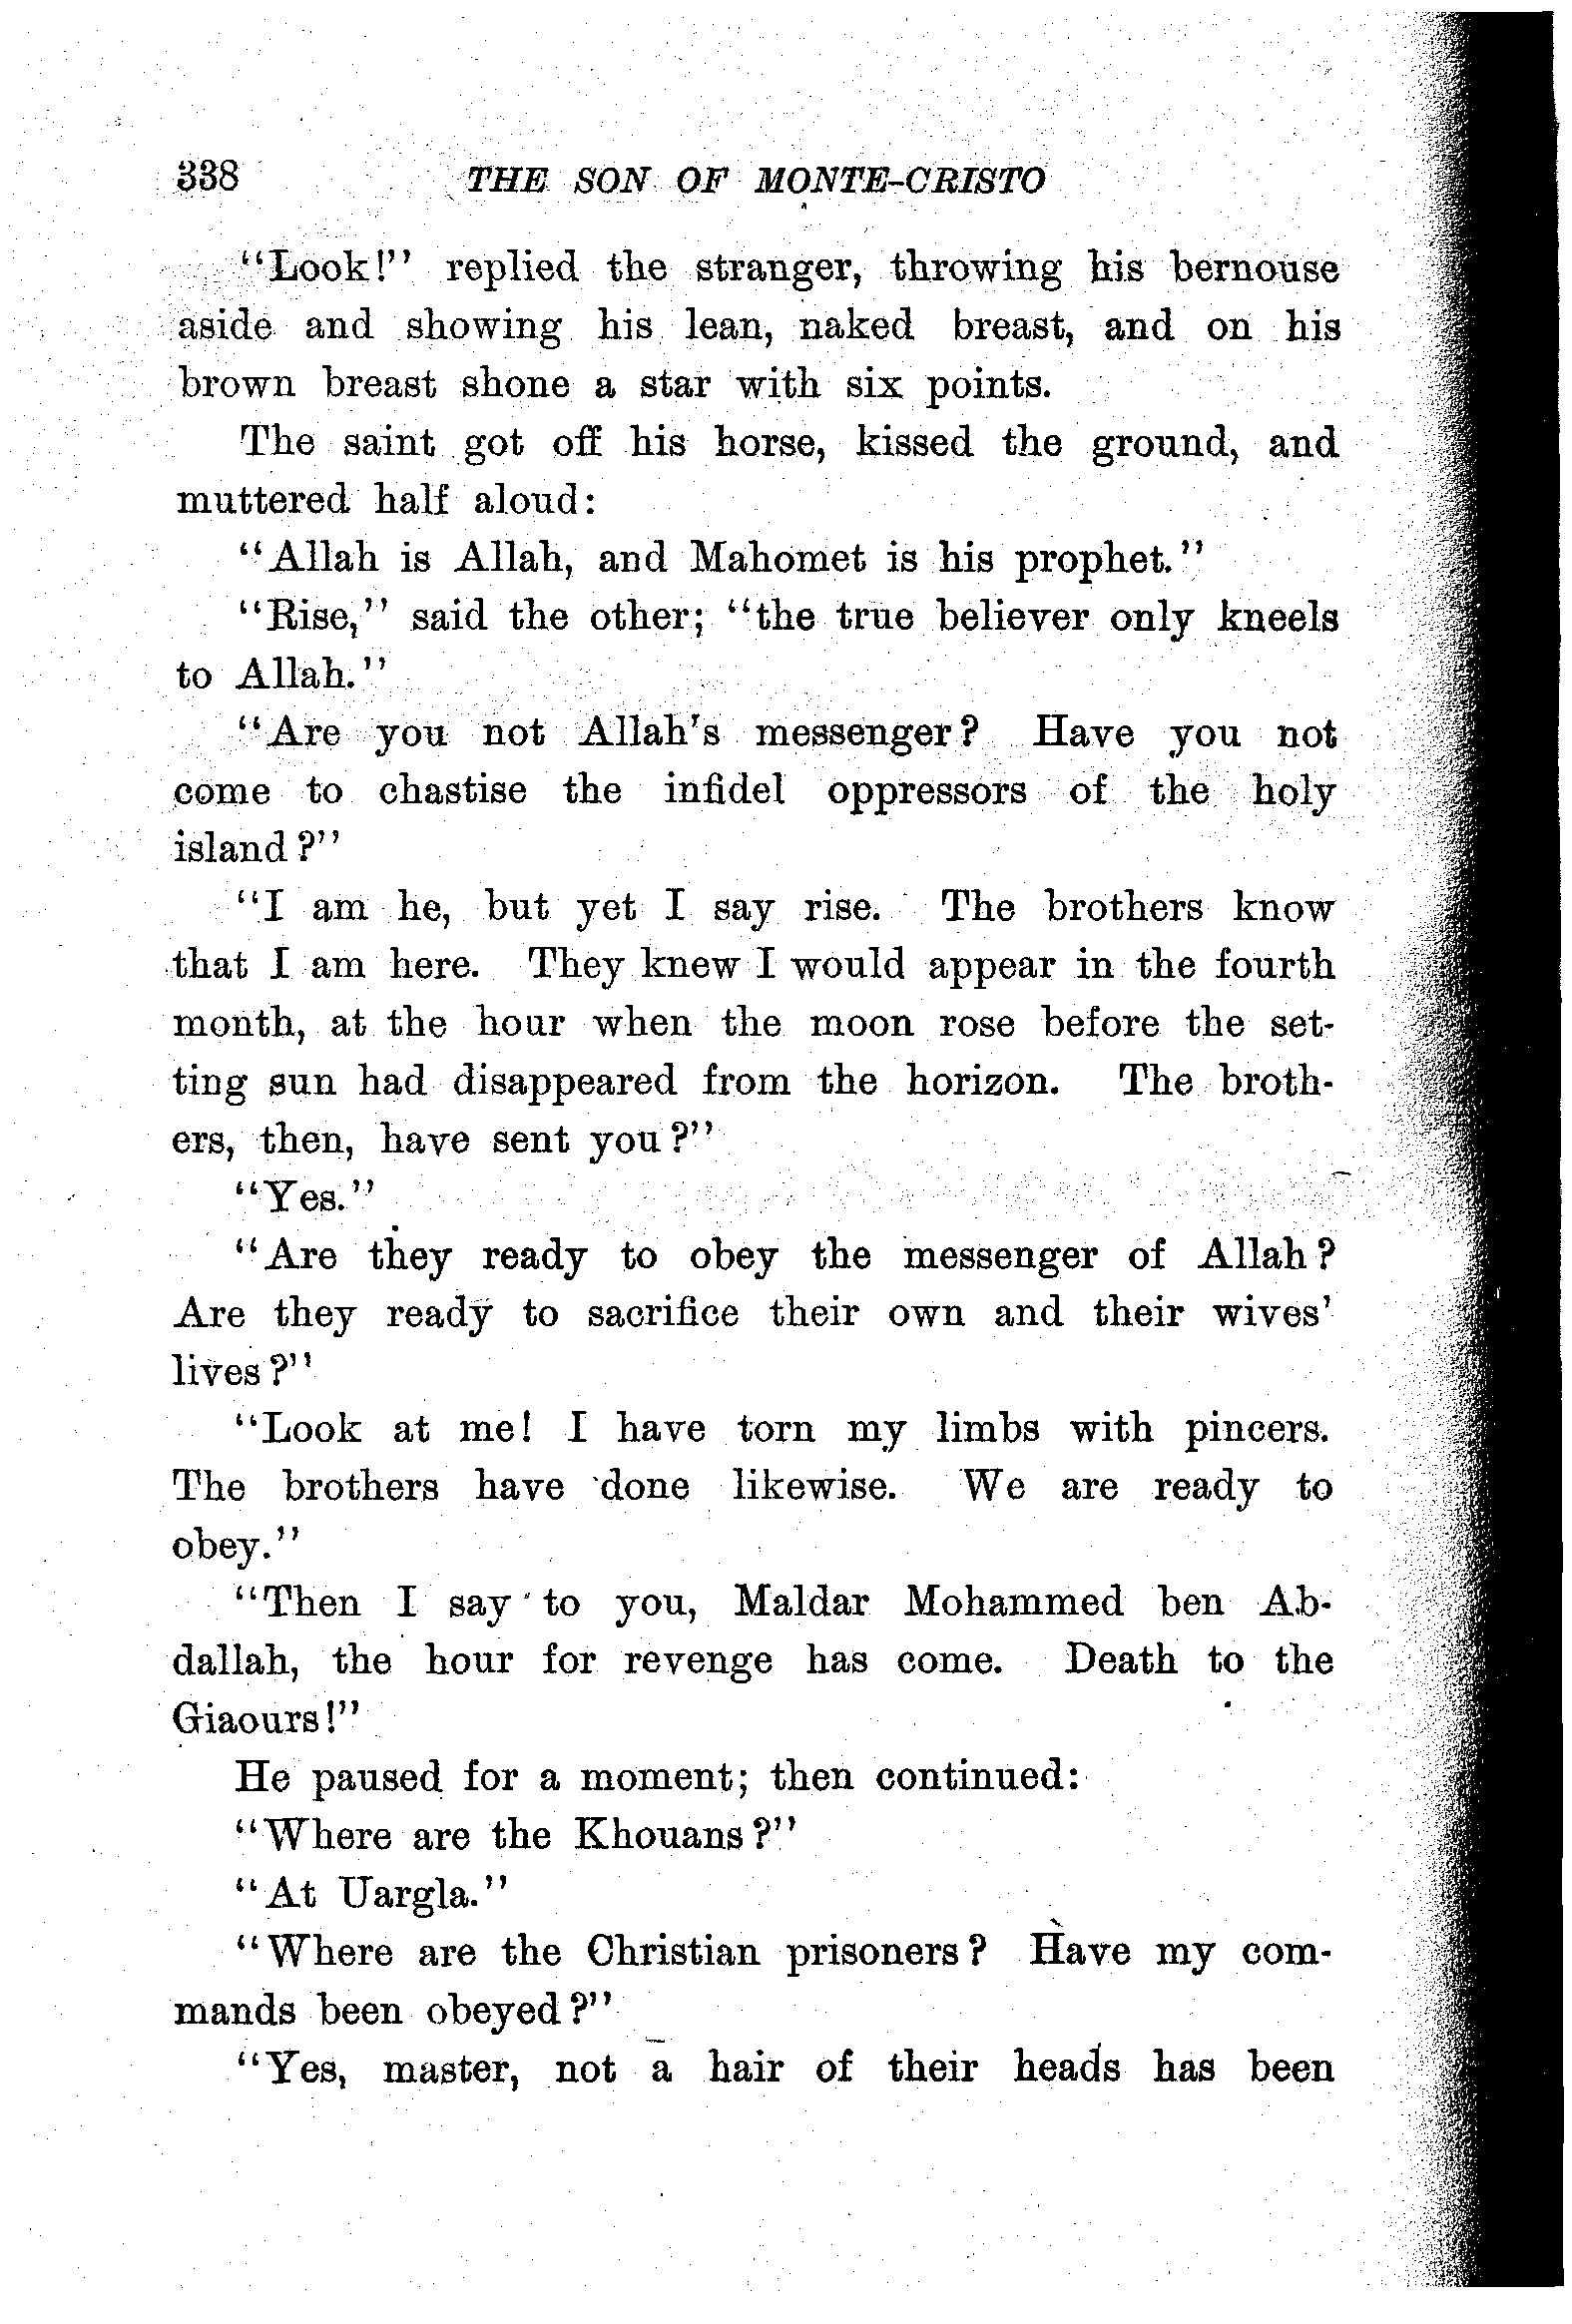 338 THE SON OF MONTE-CRISTO
"Look!" replied the stranger, throwing his bernouse
aside and showing his lean, naked breast, and on his
brown breast shone a star with six points.
The saint got off his horse, kissed the ground, and
muttered half aloud:
"Allah is Allah, and Mahomet is his prophet."
"Rise," said the other; "the true believer only kneels
to Allah."
"Are you not Allah's messenger? Have you not
come to chastise the infidel oppressors of the holy
island?"
"I am he, but yet I say rise. The brothers know
that I am here. They knew I would appear in the fourth
month, at the hour when the moon rose before the set-
ting sun had disappeared from the horizon. The broth-
ers, then, have sent you?"
"Yes."
"Are they ready to obey the messenger of Allah?
Are they ready to sacrifice their own and their wives'
lives?"
"Look at me! I have torn my limbs with pincers.
The brothers have done likewise. We are ready to
obey."
"Then I say to you, Maldar Mohammed ben Ab-
dallah, the hour for revenge has come. Death to the
Giaours!"
He paused for a moment; then continued:
"Where are the Khouans?"
"At Uargla."
"Where are the Christian prisoners? Have my com-
mands been obeyed?"
"Yes, master, not a hair of their heads has been